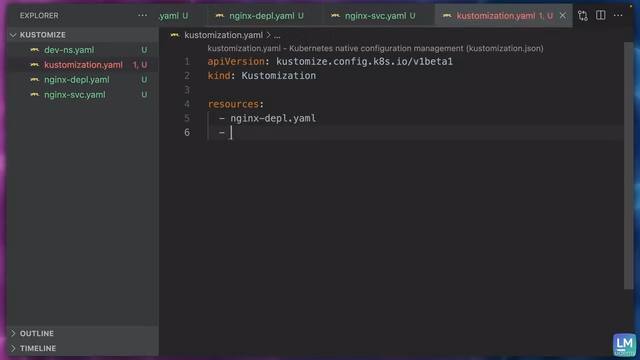 EXPLORER
.yaml U
nginx-depl.yaml U
nginx-svc.yaml U
kustomization.yaml 1, U
KUSTOMIZE
dev-ns.yaml U
kustomization.yaml 1, U
nginx-depl.yaml U
nginx-svc.yaml U
OUTLINE
TIMELINE
kustomization.yaml > ...
kustomization.yaml – Kubernetes native configuration management (kustomization.json)
1 apiVersion: kustomize.config.k8s.io/v1beta1
2 kind: Kustomization
3
4 resources:
5 - nginx-depl.yaml
6 -
LM